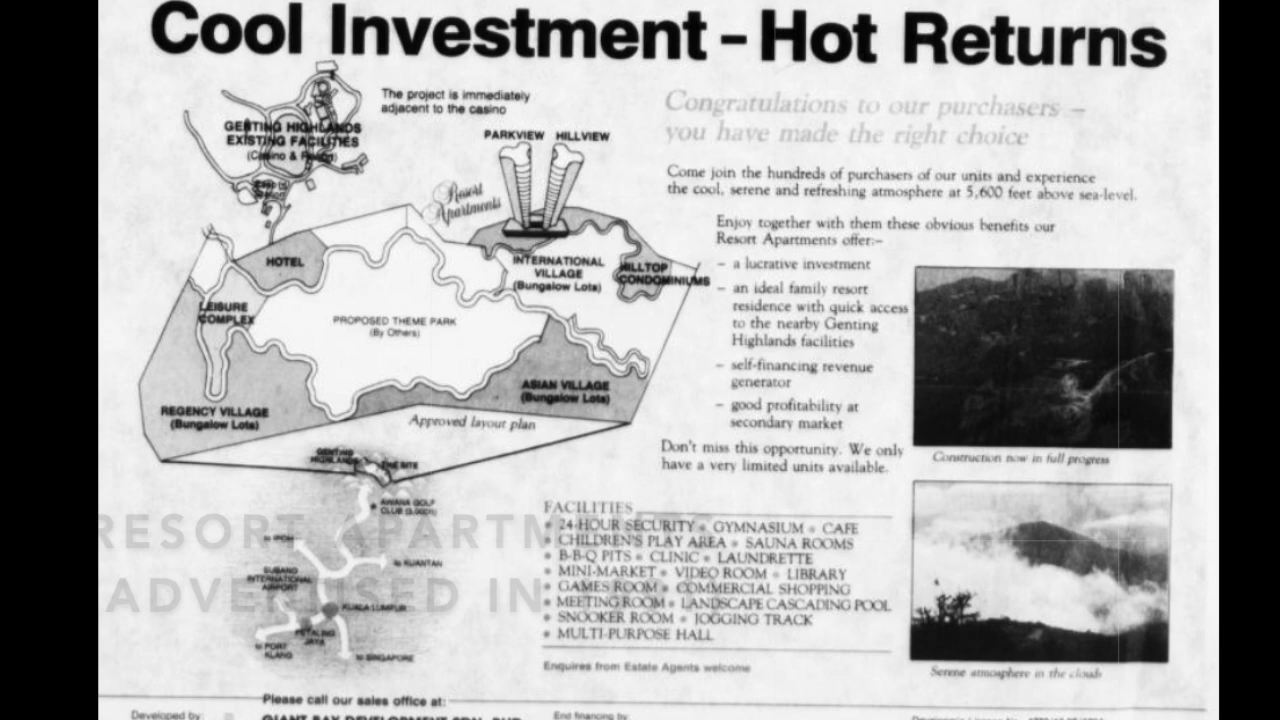 Cool Investment – Hot Returns
The project is immediately
adjacent to the casino
GENTING HIGHLANDS
EXISTING FACILITIES
(Casino & Resort)
PARKVIEW HILLVIEW
Resort
Apartments
HOTEL
INTERNATIONAL
VILLAGE
(Bungalow Lots)
HILLTOP
CONDOMINIUMS
LEISURE
COMPLEX
PROPOSED THEME PARK
(By Others)
ASIAN VILLAGE
(Bungalow Lots)
REGENCY VILLAGE
(Bungalow Lots)
Approved layout plan
GENTING
HIGHLANDS
THE SITE
AWANA GOLF
CLUB (3,000ft)
to IPOH
to KUANTAN
SUBANG
INTERNATIONAL
AIRPORT
KUALA LUMPUR
PETALING
JAYA
to PORT
KLANG
to SINGAPORE
RESORT APARTM
ADVERTISED IN
Congratulations to our purchasers –
you have made the right choice
Come join the hundreds of purchasers of our units and experience
the cool, serene and refreshing atmosphere at 5,600 feet above sea-level.
Enjoy together with them these obvious benefits our
Resort Apartments offer:–
– a lucrative investment
– an ideal family resort
residence with quick access
to the nearby Genting
Highlands facilities
– self-financing revenue
generator
– good profitability at
secondary market
Don't miss this opportunity. We only
have a very limited units available.
Construction now in full progress
Serene atmosphere in the clouds
FACILITIES
* 24-HOUR SECURITY * GYMNASIUM * CAFE
* CHILDREN'S PLAY AREA * SAUNA ROOMS
* B-B-Q PITS * CLINIC * LAUNDRETTE
* MINI-MARKET * VIDEO ROOM * LIBRARY
* GAMES ROOM * COMMERCIAL SHOPPING
* MEETING ROOM * LANDSCAPE CASCADING POOL
* SNOOKER ROOM * JOGGING TRACK
* MULTI-PURPOSE HALL
Enquires from Estate Agents welcome
Please call our sales office at:
Developed by:
GIANT BAY DEVELOPMENT SDN. BHD.
End financing by